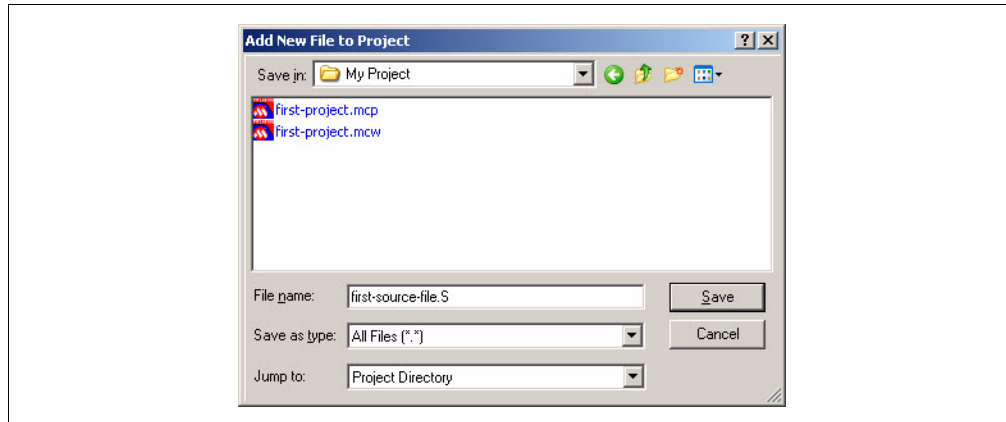 Add New File to Project
Save in: My Project
first-project.mcp
first-project.mcw
File name: first-source-file.S Save
Save as type: All Files (*.*) Cancel
Jump to: Project Directory